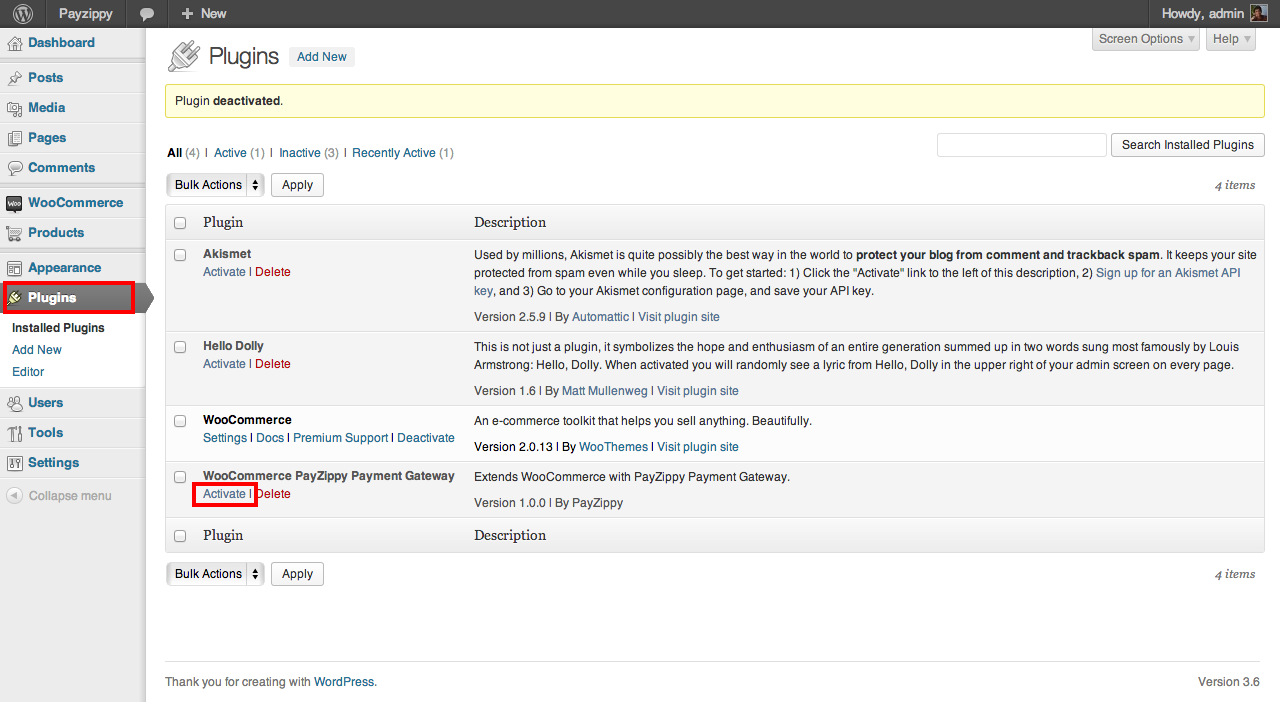 Payzippy
New
Howdy, admin
Dashboard
Posts
Media
Pages
Comments
WooCommerce
Products
Appearance
Plugins
Installed Plugins
Add New
Editor
Users
Tools
Settings
Collapse menu
Screen Options
Help
Plugins Add New
Plugin deactivated.
All (4) | Active (1) | Inactive (3) | Recently Active (1)
Search Installed Plugins
Bulk Actions Apply
4 items
Plugin Description
Akismet
Activate | Delete
Used by millions, Akismet is quite possibly the best way in the world to protect your blog from comment and trackback spam. It keeps your site
protected from spam even while you sleep. To get started: 1) Click the "Activate" link to the left of this description, 2) Sign up for an Akismet API
key, and 3) Go to your Akismet configuration page, and save your API key.
Version 2.5.9 | By Automattic | Visit plugin site
Hello Dolly
Activate | Delete
This is not just a plugin, it symbolizes the hope and enthusiasm of an entire generation summed up in two words sung most famously by Louis
Armstrong: Hello, Dolly. When activated you will randomly see a lyric from Hello, Dolly in the upper right of your admin screen on every page.
Version 1.6 | By Matt Mullenweg | Visit plugin site
WooCommerce
Settings | Docs | Premium Support | Deactivate
An e-commerce toolkit that helps you sell anything. Beautifully.
Version 2.0.13 | By WooThemes | Visit plugin site
WooCommerce PayZippy Payment Gateway
Activate | Delete
Extends WooCommerce with PayZippy Payment Gateway.
Version 1.0.0 | By PayZippy
Plugin Description
Bulk Actions Apply
4 items
Thank you for creating with WordPress.
Version 3.6